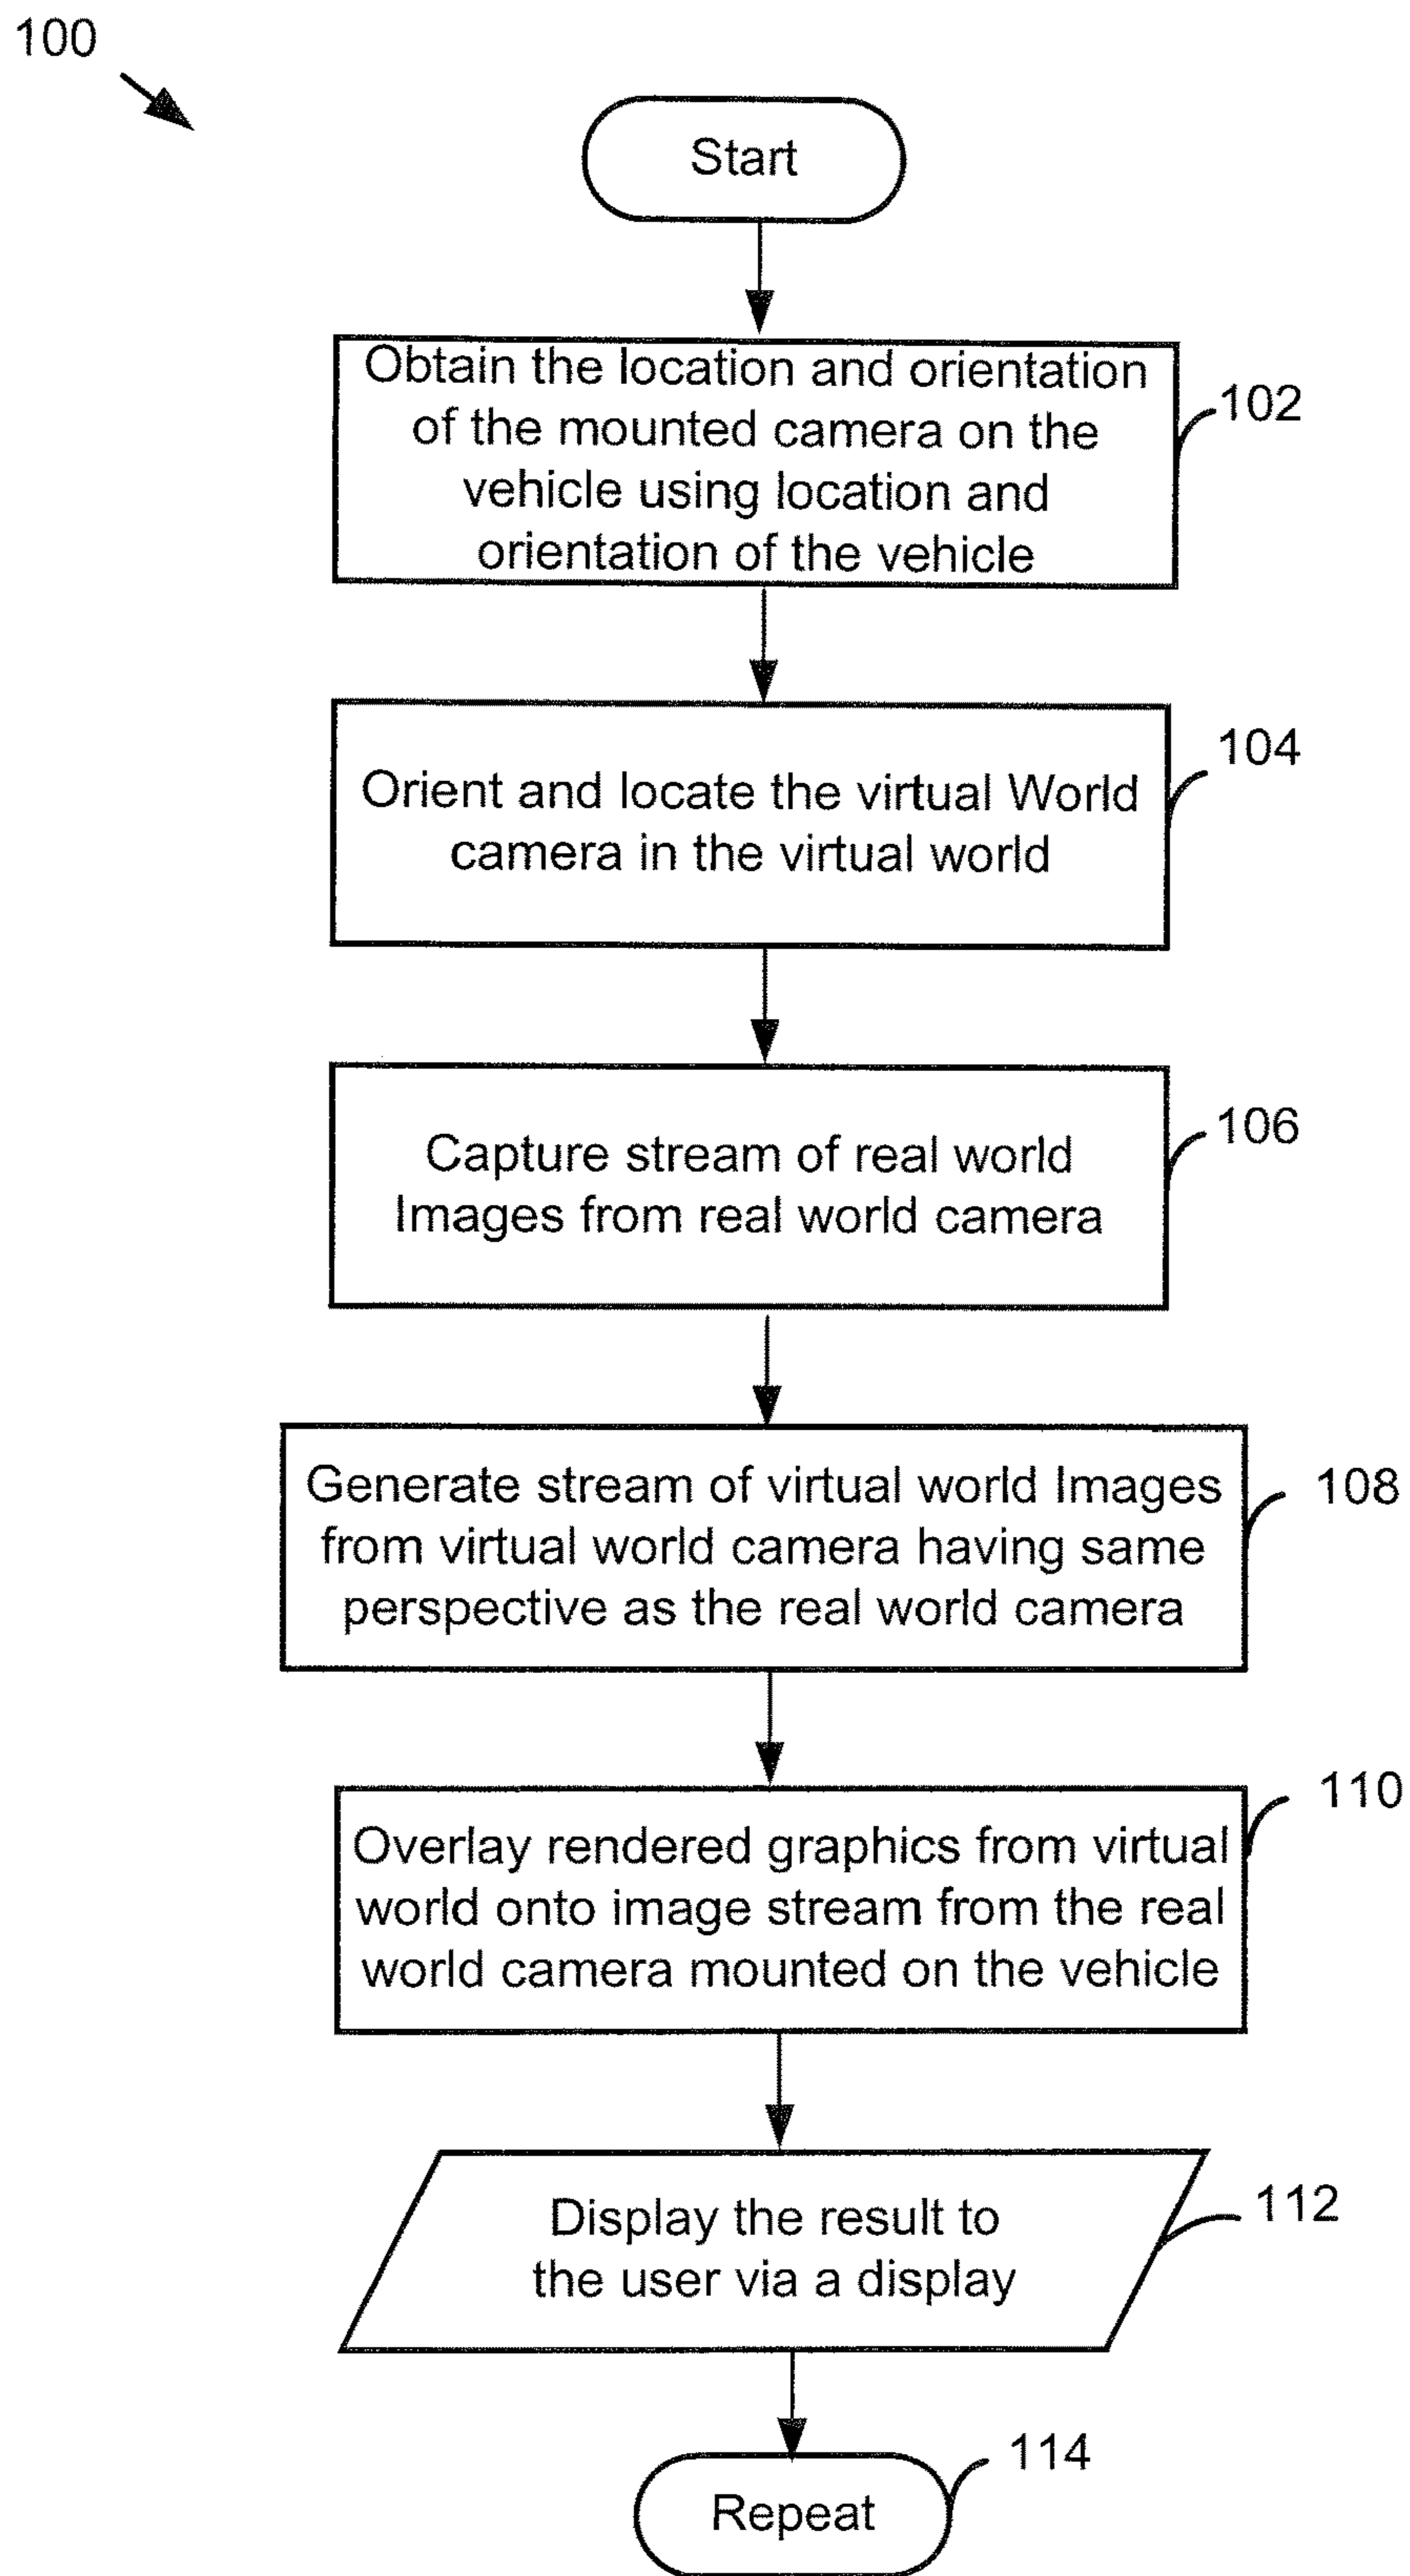 100
Start
Obtain the location and orientation
of the mounted camera on the
vehicle using location and
orientation of the vehicle
102
Orient and locate the virtual World
camera in the virtual world
104
Capture stream of real world
Images from real world camera
106
Generate stream of virtual world Images
from virtual world camera having same
perspective as the real world camera
108
Overlay rendered graphics from virtual
world onto image stream from the real
world camera mounted on the vehicle
110
Display the result to
the user via a display
112
Repeat
114